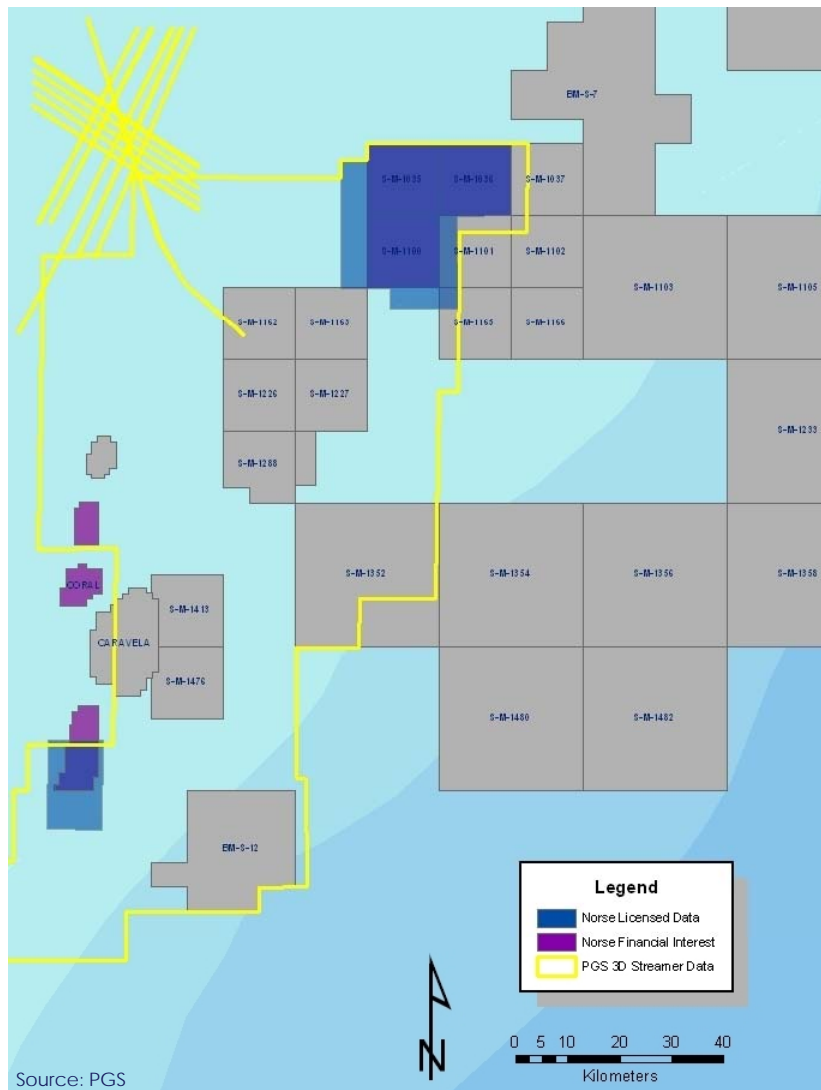 BM-S-7
S-M-1035
S-M-1036
S-M-1037
S-M-1100
S-M-1101
S-M-1102
S-M-1103
S-M-1105
S-M-1162
S-M-1163
S-M-1165
S-M-1166
S-M-1226
S-M-1227
S-M-1233
S-M-1288
S-M-1352
S-M-1354
S-M-1356
S-M-1358
CORAL
S-M-1413
CARAVELA
S-M-1476
S-M-1480
S-M-1482
BM-S-12
Legend
Norse Licensed Data
Norse Financial Interest
PGS 3D Streamer Data
N
0 5 10 20 30 40
Kilometers
Source: PGS